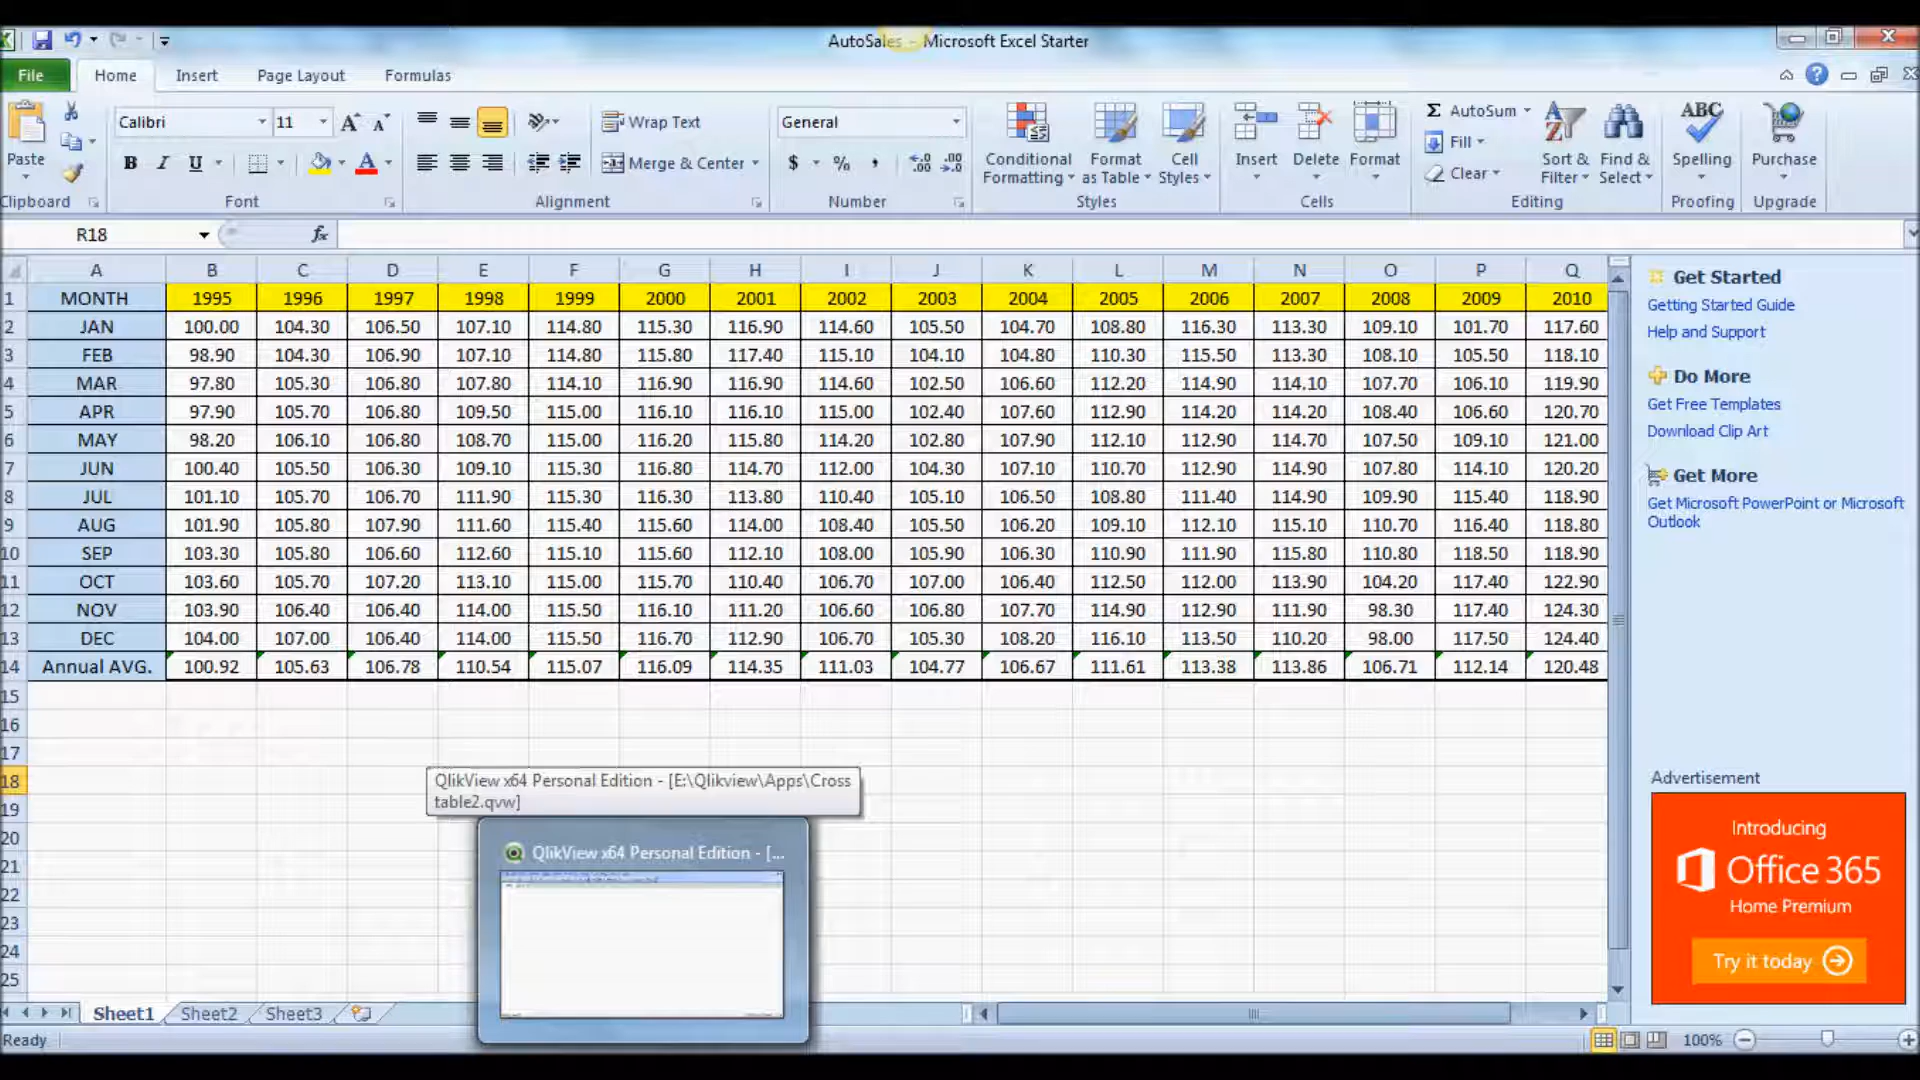 AutoSales - Microsoft Excel Starter
File Home Insert Page Layout Formulas
Calibri 11 Wrap Text General AutoSum
Paste B I U Merge & Center $ % , Conditional Formatting Format as Table Cell Styles Insert Delete Format Fill Clear Sort & Filter Find & Select Spelling Purchase
Clipboard Font Alignment Number Styles Cells Editing Proofing Upgrade
R18 fx
A B C D E F G H I J K L M N O P Q
1 MONTH 1995 1996 1997 1998 1999 2000 2001 2002 2003 2004 2005 2006 2007 2008 2009 2010
2 JAN 100.00 104.30 106.50 107.10 114.80 115.30 116.90 114.60 105.50 104.70 108.80 116.30 113.30 109.10 101.70 117.60
3 FEB 98.90 104.30 106.90 107.10 114.80 115.80 117.40 115.10 104.10 104.80 110.30 115.50 113.30 108.10 105.50 118.10
4 MAR 97.80 105.30 106.80 107.80 114.10 116.90 116.90 114.60 102.50 106.60 112.20 114.90 114.10 107.70 106.10 119.90
5 APR 97.90 105.70 106.80 109.50 115.00 116.10 116.10 115.00 102.40 107.60 112.90 114.20 114.20 108.40 106.60 120.70
6 MAY 98.20 106.10 106.80 108.70 115.00 116.20 115.80 114.20 102.80 107.90 112.10 112.90 114.70 107.50 109.10 121.00
7 JUN 100.40 105.50 106.30 109.10 115.30 116.80 114.70 112.00 104.30 107.10 110.70 112.90 114.90 107.80 114.10 120.20
8 JUL 101.10 105.70 106.70 111.90 115.30 116.30 113.80 110.40 105.10 106.50 108.80 111.40 114.90 109.90 115.40 118.90
9 AUG 101.90 105.80 107.90 111.60 115.40 115.60 114.00 108.40 105.50 106.20 109.10 112.10 115.10 110.70 116.40 118.80
10 SEP 103.30 105.80 106.60 112.60 115.10 115.60 112.10 108.00 105.90 106.30 110.90 111.90 115.80 110.80 118.50 118.90
11 OCT 103.60 105.70 107.20 113.10 115.00 115.70 110.40 106.70 107.00 106.40 112.50 112.00 113.90 104.20 117.40 122.90
12 NOV 103.90 106.40 106.40 114.00 115.50 116.10 111.20 106.60 106.80 107.70 114.90 112.90 111.90 98.30 117.40 124.30
13 DEC 104.00 107.00 106.40 114.00 115.50 116.70 112.90 106.70 105.30 108.20 116.10 113.50 110.20 98.00 117.50 124.40
14 Annual AVG. 100.92 105.63 106.78 110.54 115.07 116.09 114.35 111.03 104.77 106.67 111.61 113.38 113.86 106.71 112.14 120.48
15
16
17
18
19
20
21
22
23
24
25
QlikView x64 Personal Edition - [E:\Qlikview\Apps\Cross
table2.qvw]
QlikView x64 Personal Edition - [...
Get Started
Getting Started Guide
Help and Support
Do More
Get Free Templates
Download Clip Art
Get More
Get Microsoft PowerPoint or Microsoft
Outlook
Advertisement
Introducing
Office 365
Home Premium
Try it today
Sheet1 Sheet2 Sheet3
Ready 100%